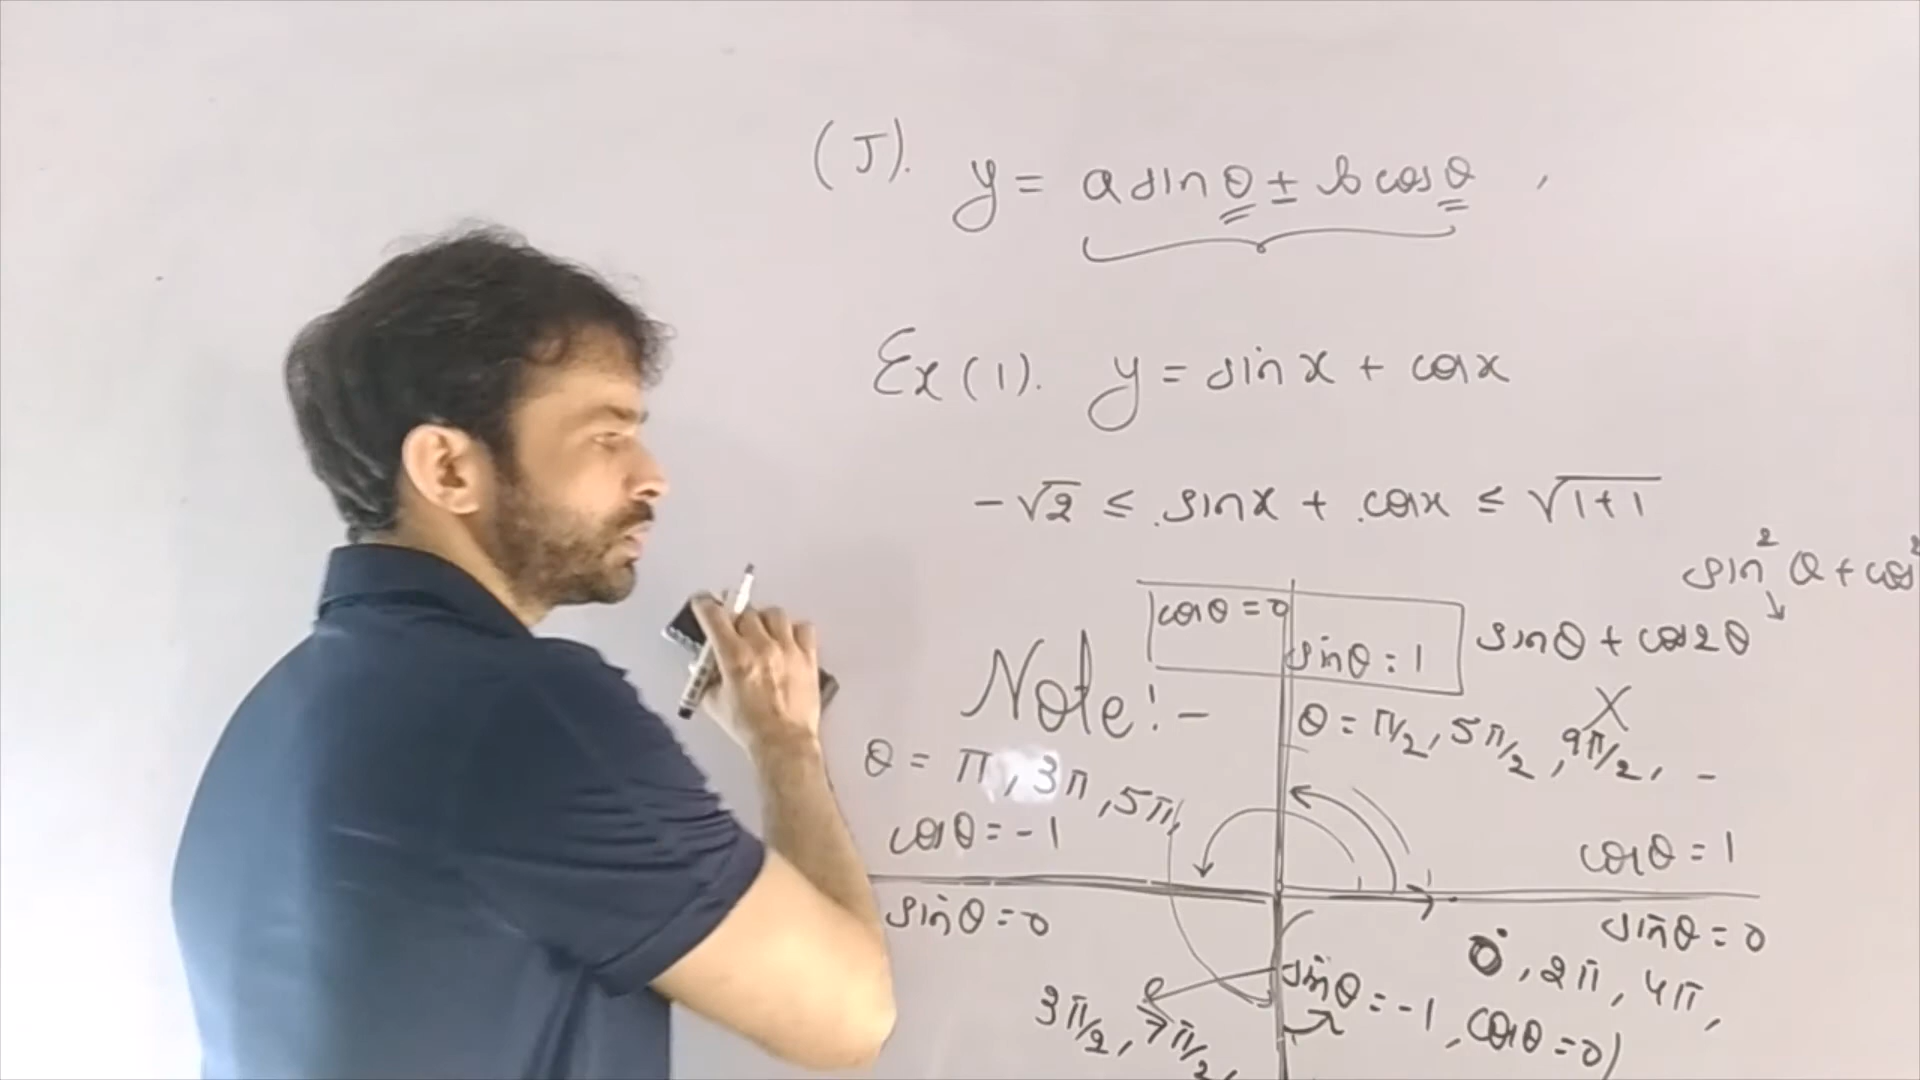 (J). y = a sin θ ± b cos θ ,
Ex (1). y = sin x + cos x
-√2 ≤ sin x + cos x ≤ √1+1
sin² θ + cos²
sin θ + cos 2θ
X
cos θ = 0
sin θ = 1
Note :-
θ = π/2, 5π/2, 9π/2, -
θ = π, 3π, 5π,
cos θ = -1
cos θ = 1
sin θ = 0
sin θ = 0
0, 2π, 4π,
sin θ = -1, cos θ = 0
3π/2, 7π/2,